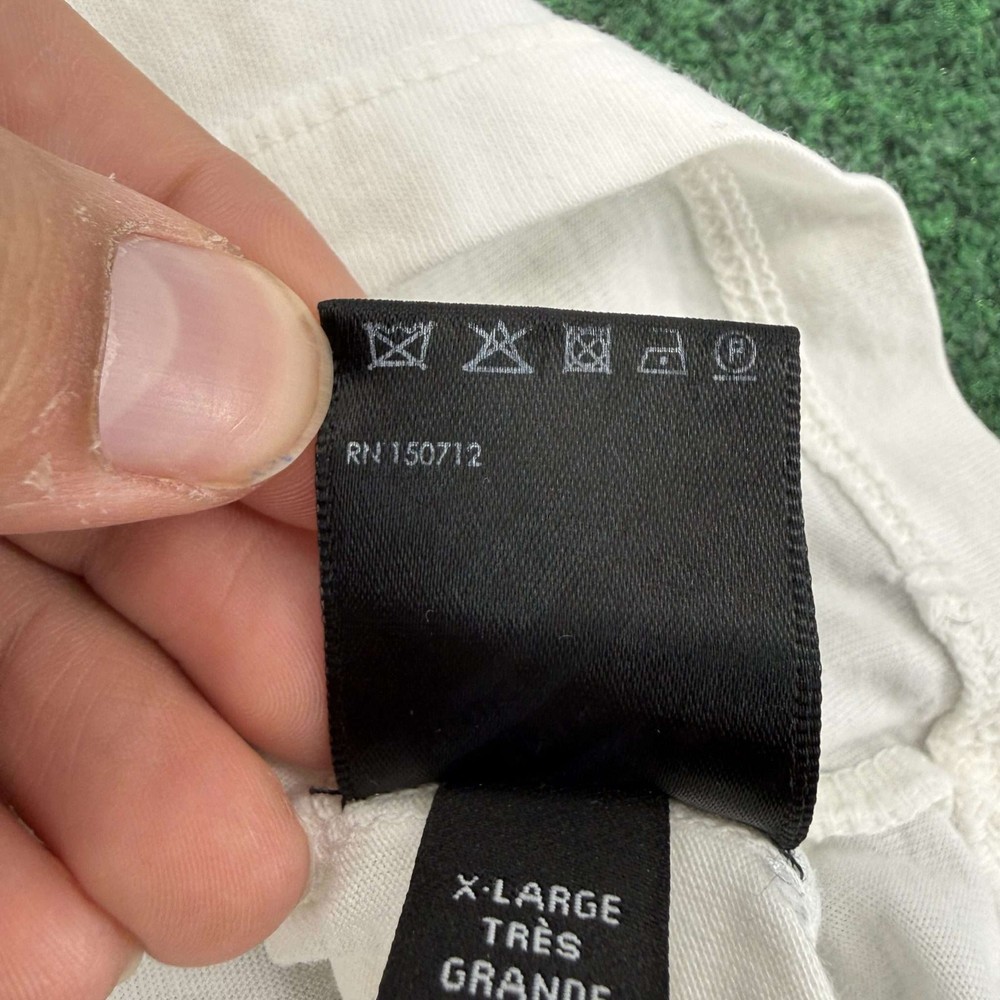 P
RN 150712
X-LARGE
TRÈS
GRANDE